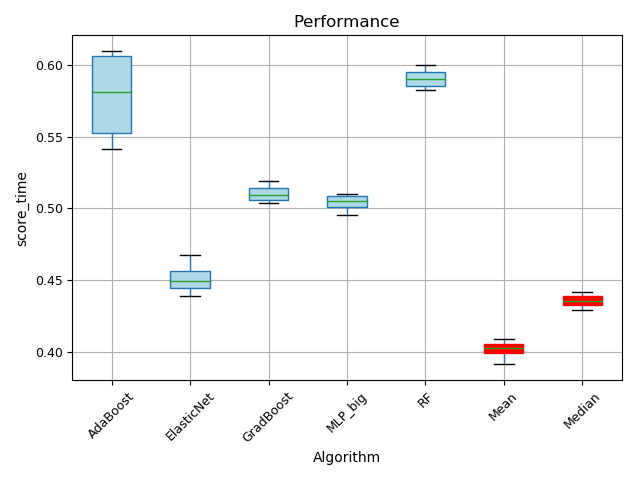 Performance
score_time
0.60
0.55
0.50
0.45
0.40
AdaBoost
ElasticNet
GradBoost
MLP_big
RF
Mean
Median
Algorithm